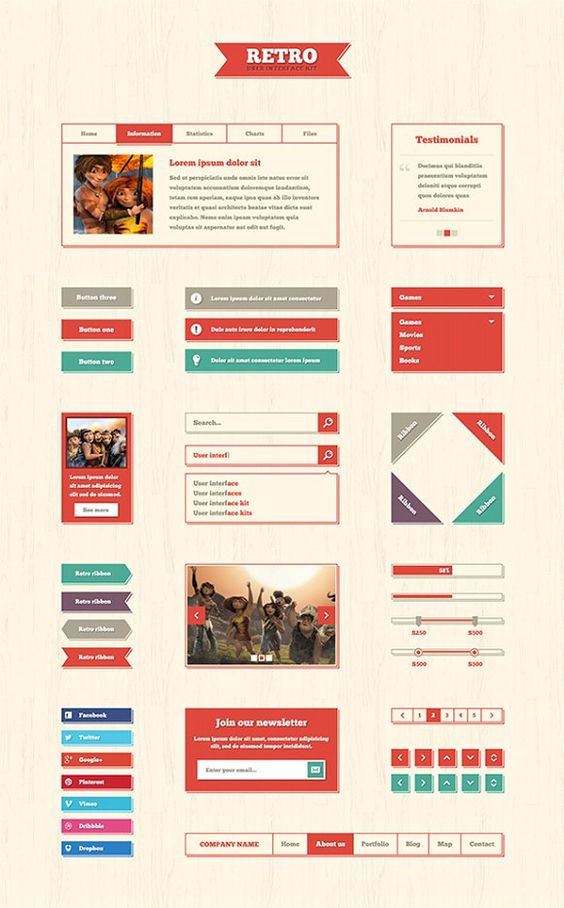 RETRO
USER INTERFACE KIT
Home
Information
Statistics
Charts
Files
Lorem ipsum dolor sit
Sed ut perspiciatis unde omnis iste natus error sit
voluptatem accusantium doloremque laudantium,
totam rem aperiam, eaque ipsa quae ab illo inventore
veritatis et quasi architecto beatae vitae dicta sunt
explicabo. Nemo enim ipsam voluptatem quia
voluptas sit aspernatur aut odit aut fugit.
Testimonials
Ducimus qui blanditiis
praesentium voluptatem
deleniti atque corrupti
quos dolores quas
Arnold Blumkin
Button three
Button one
Button two
Lorem ipsum dolor sit consectetur
Duis aute irure dolor in reprehenderit
Dolor sit amet consectetur lorem ipsum
Games
Games
Movies
Sports
Books
Lorem ipsum dolor sit
amet adipisicing
elit sed do eiusmod.
See more
Search...
User interf
User interface
User interfaces
User interface kit
User interface kits
Ribbon
Ribbon
Ribbon
Ribbon
Retro ribbon
Retro ribbon
Retro ribbon
Retro ribbon
58%
$250
$500
$500
$500
Facebook
Twitter
Google+
Pinterest
Vimeo
Dribbble
Dropbox
Join our newsletter
Lorem ipsum dolor sit amet, consectetur adipisicing
elit, sed do eiusmod tempor incididunt.
Enter your email...
1 2 3 4 5
COMPANY NAME
Home
About us
Portfolio
Blog
Map
Contact